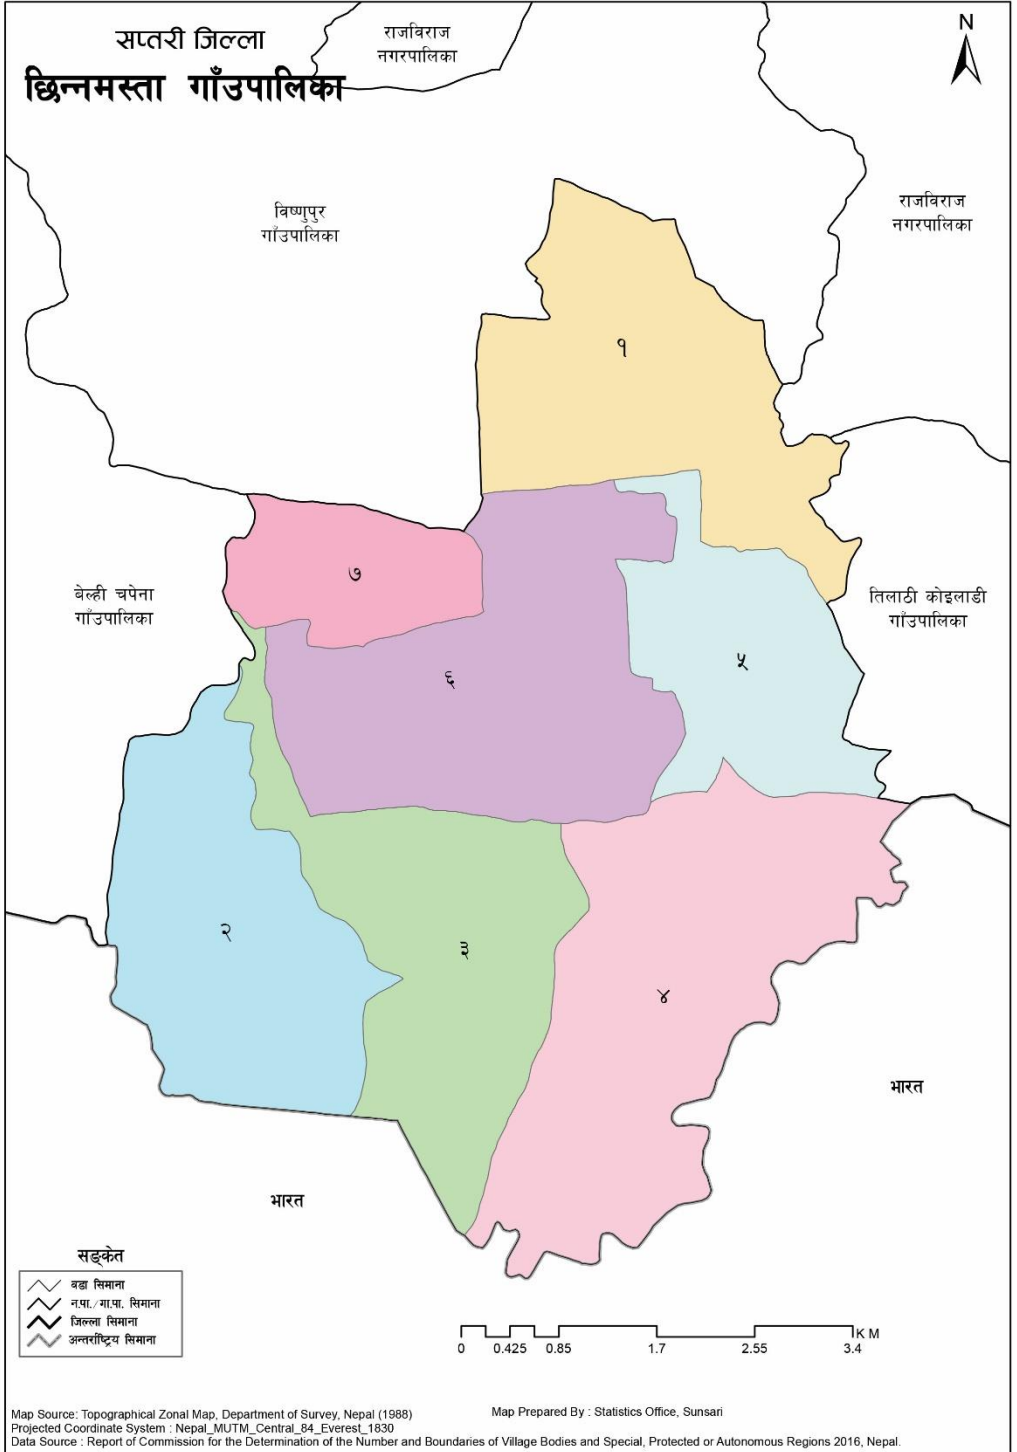 सप्तरी जिल्ला
छिन्नमस्ता गाँउपालिका
राजविराज
नगरपालिका
N
विष्णुपुर
गाँउपालिका
राजविराज
नगरपालिका
१
७
बेल्ही चपेना
गाँउपालिका
तिलाठी कोइलाडी
गाँउपालिका
५
६
२
३
४
भारत
भारत
सङ्केत
वडा सिमाना
न.पा./गा.पा. सिमाना
जिल्ला सिमाना
अन्तर्राष्ट्रिय सिमाना
KM
0 0.425 0.85 1.7 2.55 3.4
Map Source: Topographical Zonal Map, Department of Survey, Nepal (1988)
Map Prepared By : Statistics Office, Sunsari
Projected Coordinate System : Nepal_MUTM_Central_84_Everest_1830
Data Source : Report of Commission for the Determination of the Number and Boundaries of Village Bodies and Special, Protected or Autonomous Regions 2016, Nepal.